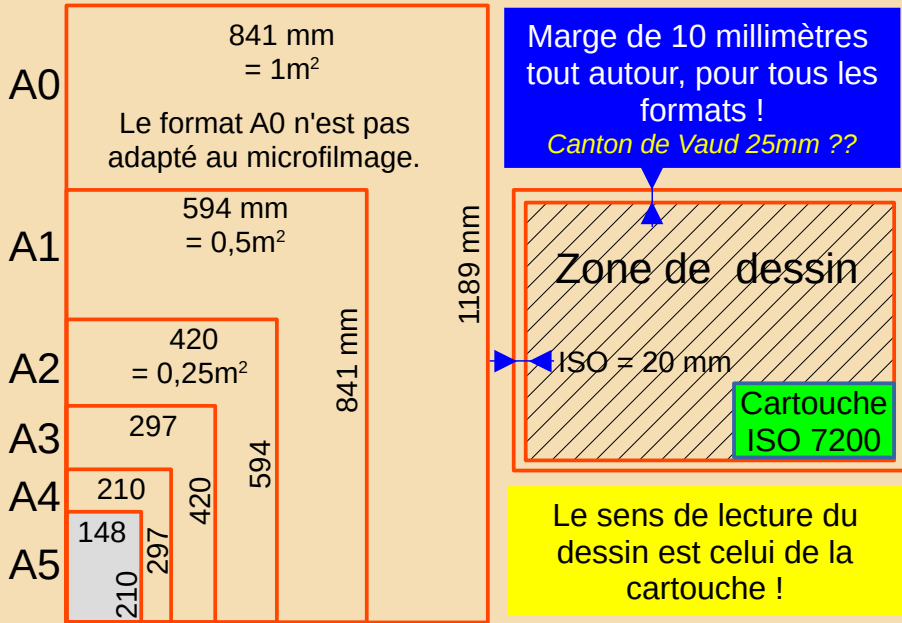 A0
841 mm
= 1m²
Le format A0 n'est pas
adapté au microfilmage.
1189 mm
A1
594 mm
= 0,5m²
841 mm
A2
420
= 0,25m²
594
A3
297
420
A4
210
297
A5
148
210
Marge de 10 millimètres
tout autour, pour tous les
formats !
Canton de Vaud 25mm ??
Zone de dessin
ISO = 20 mm
Cartouche
ISO 7200
Le sens de lecture du
dessin est celui de la
cartouche !